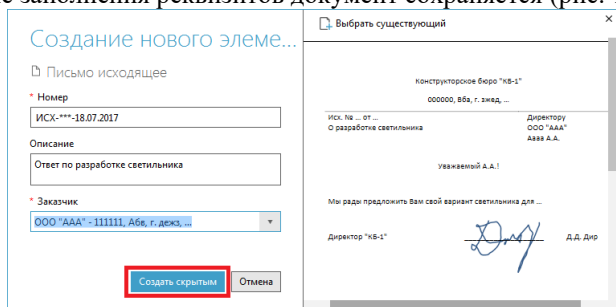 е заполнения реквизитов документ сохраняется (рис.
Создание нового элеме...
Письмо исходящее
* Номер
ИСХ-***-18.07.2017
Описание
Ответ по разработке светильника
* Заказчик
ООО "ААА" - 111111, Абв, г. дежз, ...
Создать скрытым
Отмена
Выбрать существующий
×
Конструкторское бюро "КБ-1"
000000, Вба, г. зжед, ...
Исх. № ... от ...
О разработке светильника
Директору
ООО "ААА"
Аааа А.А.
Уважаемый А.А.!
Мы рады предложить Вам свой вариант светильника для ...
Директор "КБ-1"
Д.Д. Дир